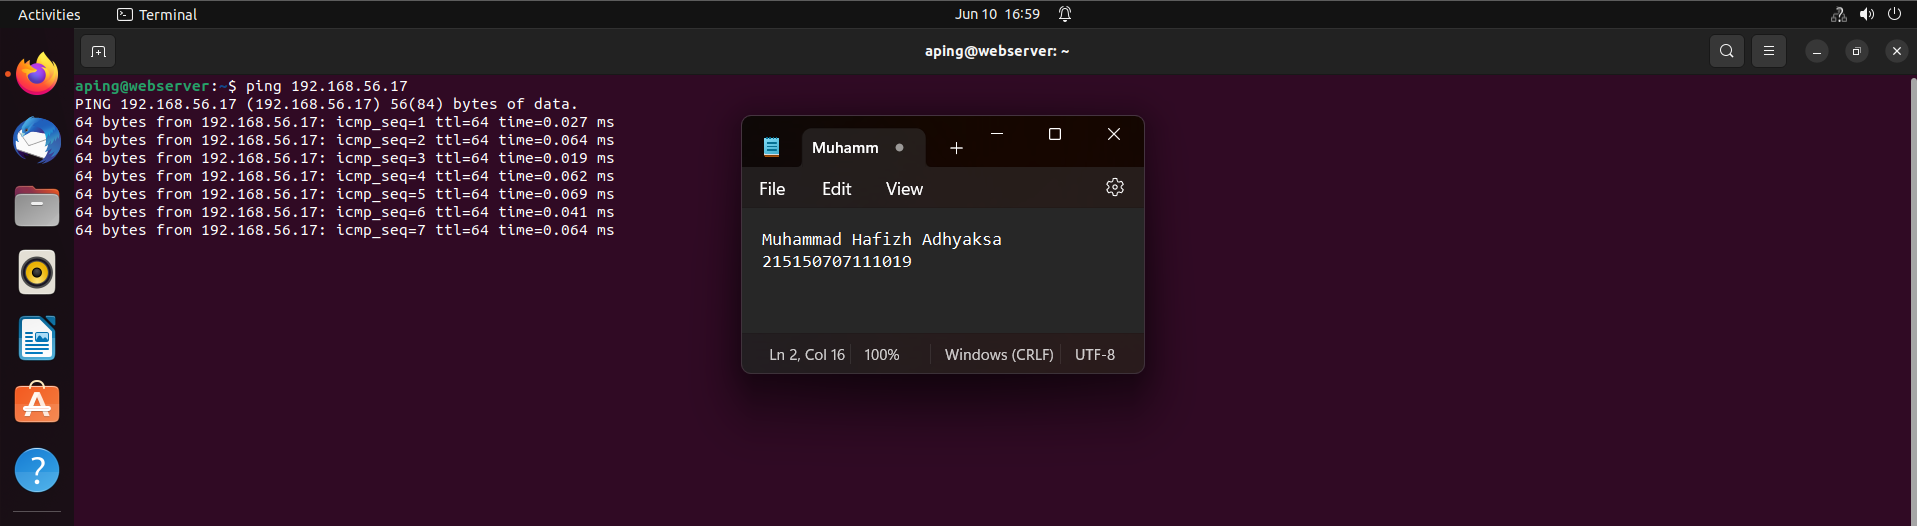 Activities Terminal Jun 10 16:59
aping@webserver: ~
aping@webserver:~$ ping 192.168.56.17
PING 192.168.56.17 (192.168.56.17) 56(84) bytes of data.
64 bytes from 192.168.56.17: icmp_seq=1 ttl=64 time=0.027 ms
64 bytes from 192.168.56.17: icmp_seq=2 ttl=64 time=0.064 ms
64 bytes from 192.168.56.17: icmp_seq=3 ttl=64 time=0.019 ms
64 bytes from 192.168.56.17: icmp_seq=4 ttl=64 time=0.062 ms
64 bytes from 192.168.56.17: icmp_seq=5 ttl=64 time=0.069 ms
64 bytes from 192.168.56.17: icmp_seq=6 ttl=64 time=0.041 ms
64 bytes from 192.168.56.17: icmp_seq=7 ttl=64 time=0.064 ms
Muhamm
File Edit View
Muhammad Hafizh Adhyaksa
215150707111019
Ln 2, Col 16 100% Windows (CRLF) UTF-8